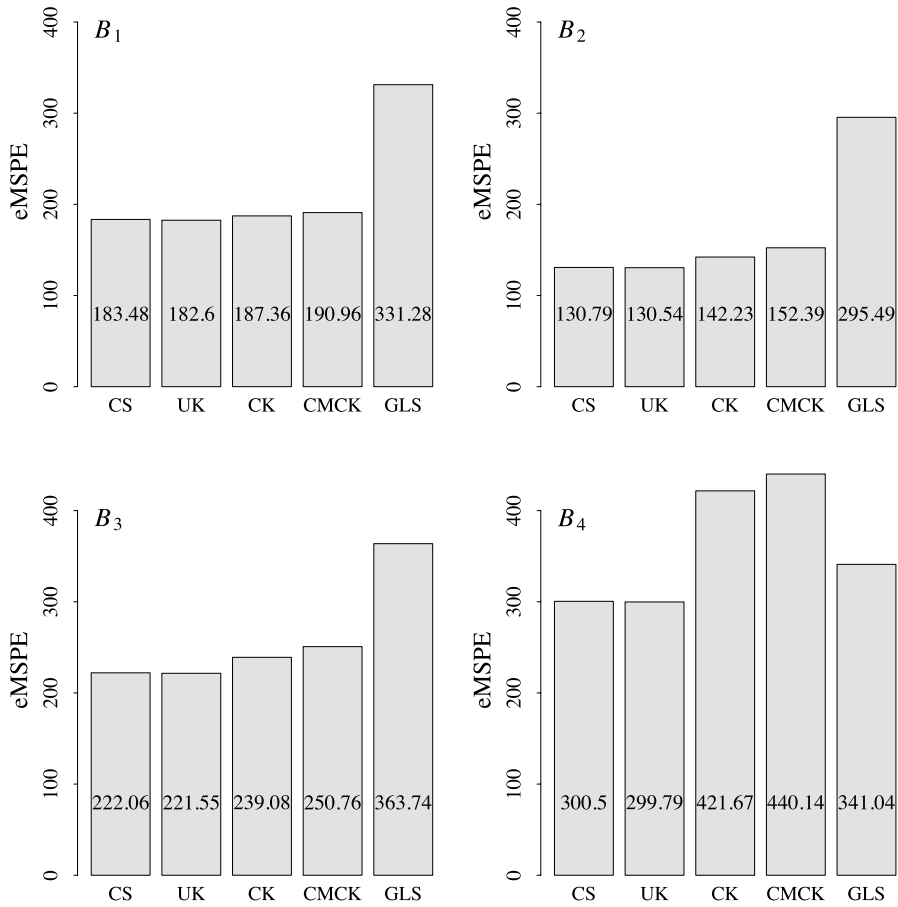 B1
eMSPE
400
300
200
100
0
183.48 182.6 187.36 190.96 331.28
CS UK CK CMCK GLS
B2
eMSPE
400
300
200
100
0
130.79 130.54 142.23 152.39 295.49
CS UK CK CMCK GLS
B3
eMSPE
400
300
200
100
0
222.06 221.55 239.08 250.76 363.74
CS UK CK CMCK GLS
B4
eMSPE
400
300
200
100
0
300.5 299.79 421.67 440.14 341.04
CS UK CK CMCK GLS